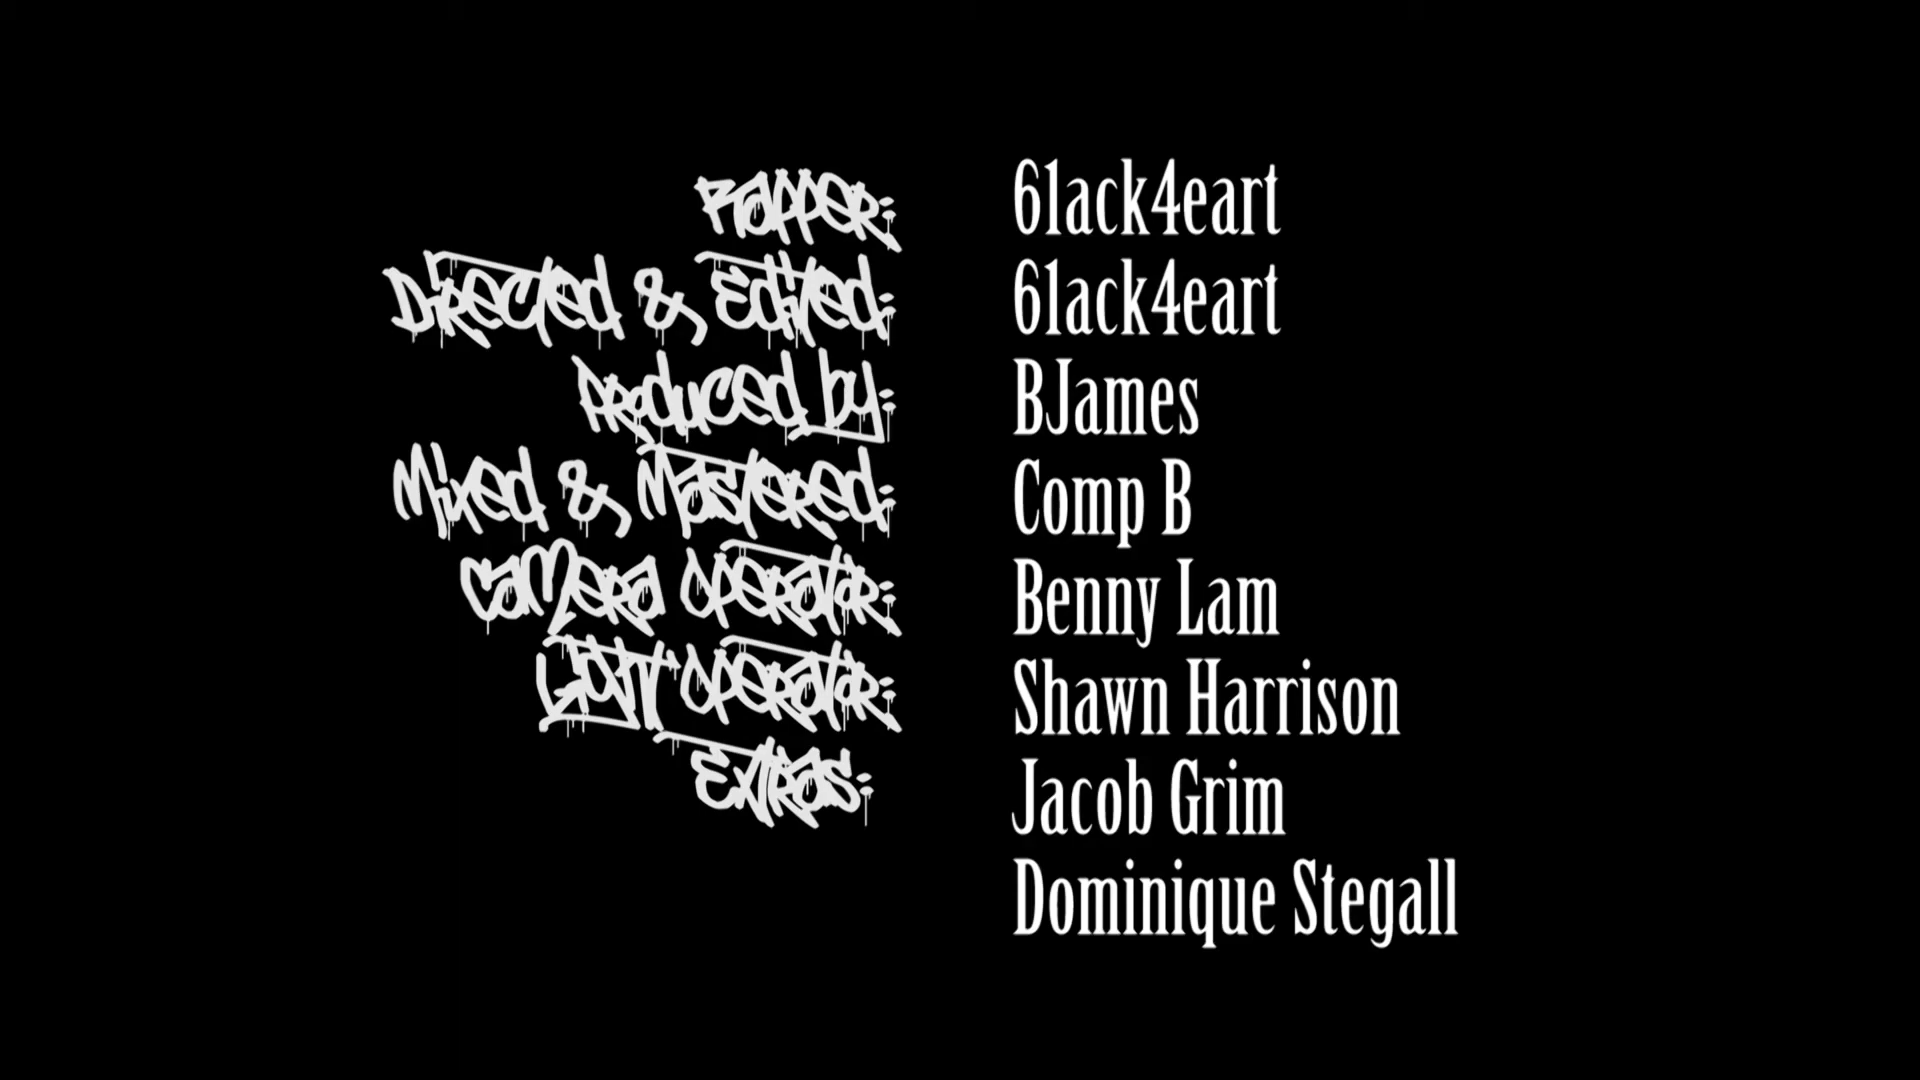 Rapper: 6lack4eart
Directed & Edited: 6lack4eart
Produced by: BJames
Mixed & Mastered: Comp B
Camera Operator: Benny Lam
Light Operator: Shawn Harrison
Extras: Jacob Grim
Dominique Stegall